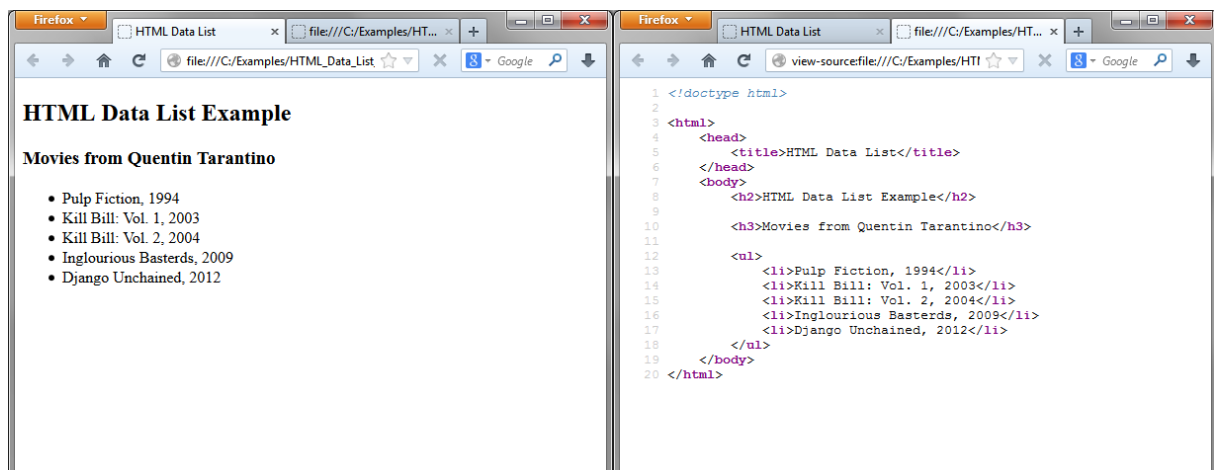 Firefox
HTML Data List
file:///C:/Examples/HT...
file:///C:/Examples/HTML_Data_List
Google
HTML Data List Example
Movies from Quentin Tarantino
Pulp Fiction, 1994
Kill Bill: Vol. 1, 2003
Kill Bill: Vol. 2, 2004
Inglourious Basterds, 2009
Django Unchained, 2012
Firefox
HTML Data List
file:///C:/Examples/HT...
view-source:file:///C:/Examples/HTI
Google
1 <!doctype html>
2
3 <html>
4 <head>
5 <title>HTML Data List</title>
6 </head>
7 <body>
8 <h2>HTML Data List Example</h2>
9
10 <h3>Movies from Quentin Tarantino</h3>
11
12 <ul>
13 <li>Pulp Fiction, 1994</li>
14 <li>Kill Bill: Vol. 1, 2003</li>
15 <li>Kill Bill: Vol. 2, 2004</li>
16 <li>Inglourious Basterds, 2009</li>
17 <li>Django Unchained, 2012</li>
18 </ul>
19 </body>
20 </html>